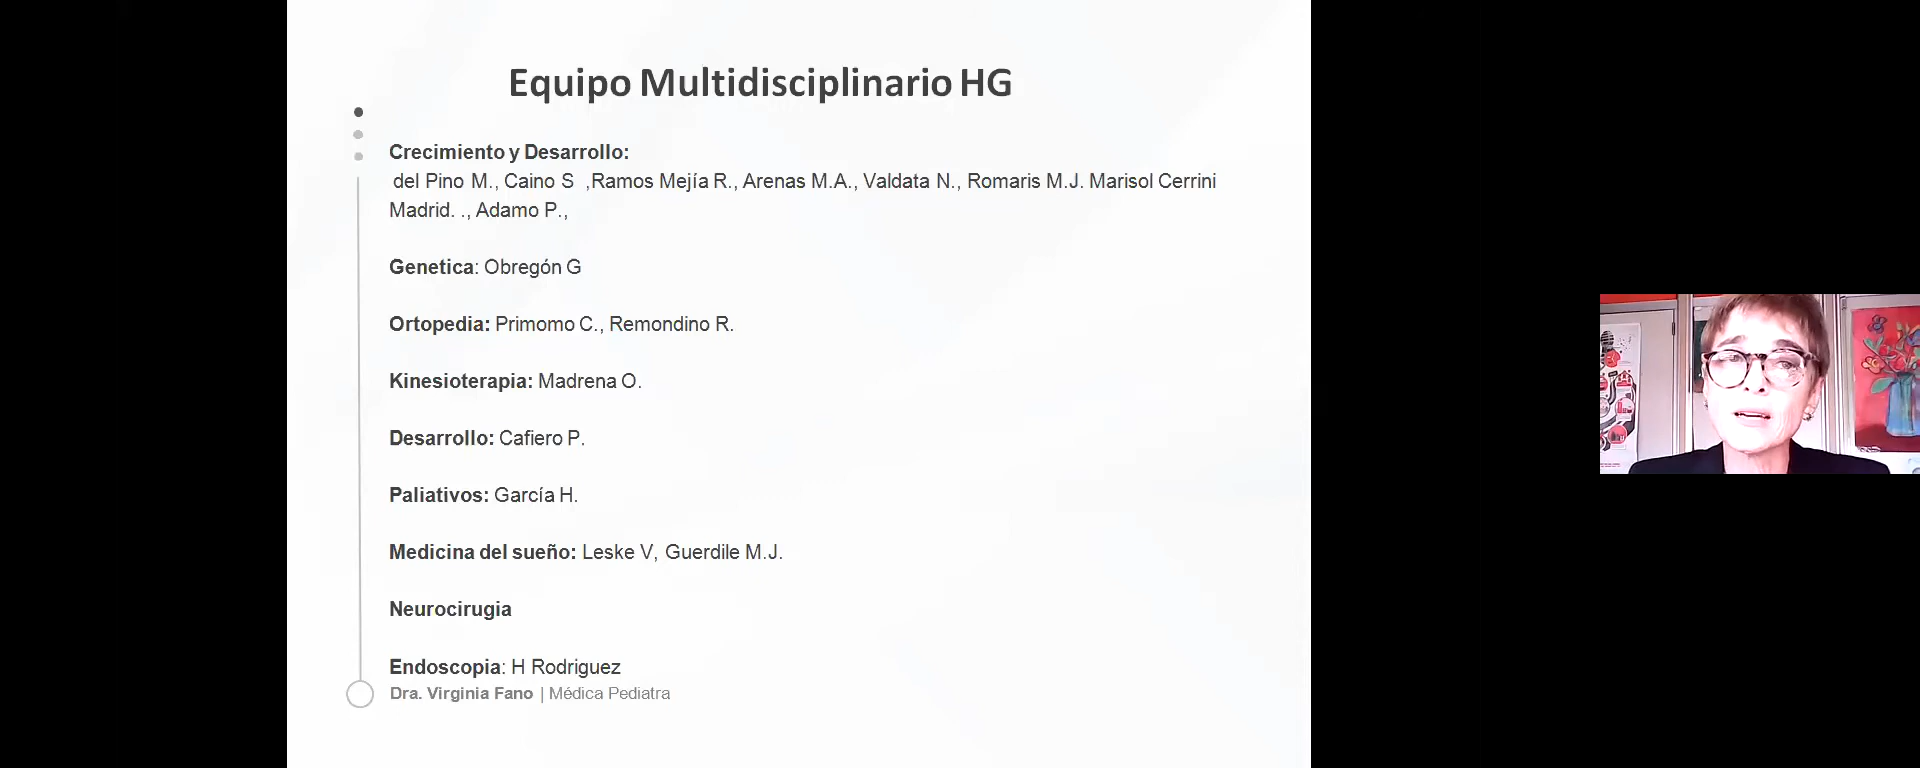 Equipo Multidisciplinario HG
Crecimiento y Desarrollo:
del Pino M., Caino S ,Ramos Mejía R., Arenas M.A., Valdata N., Romaris M.J. Marisol Cerrini
Madrid. ., Adamo P.,
Genetica: Obregón G
Ortopedia: Primomo C., Remondino R.
Kinesioterapia: Madrena O.
Desarrollo: Cafiero P.
Paliativos: García H.
Medicina del sueño: Leske V, Guerdile M.J.
Neurocirugia
Endoscopia: H Rodriguez
Dra. Virginia Fano | Médica Pediatra